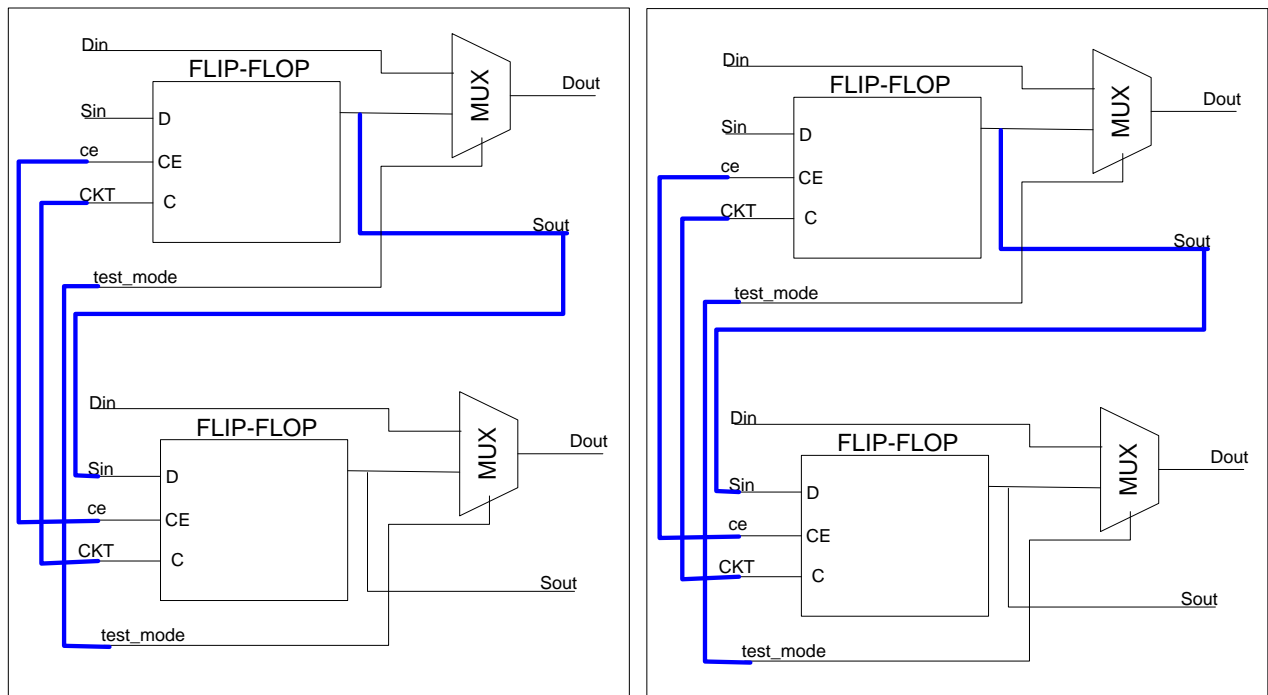 Din
FLIP-FLOP
MUX
Dout
Sin
D
ce
CE
CKT
C
Sout
test_mode
Din
FLIP-FLOP
MUX
Dout
Sin
D
ce
CE
CKT
C
Sout
test_mode
Din
FLIP-FLOP
MUX
Dout
Sin
D
ce
CE
CKT
C
Sout
test_mode
Din
FLIP-FLOP
MUX
Dout
Sin
D
ce
CE
CKT
C
Sout
test_mode